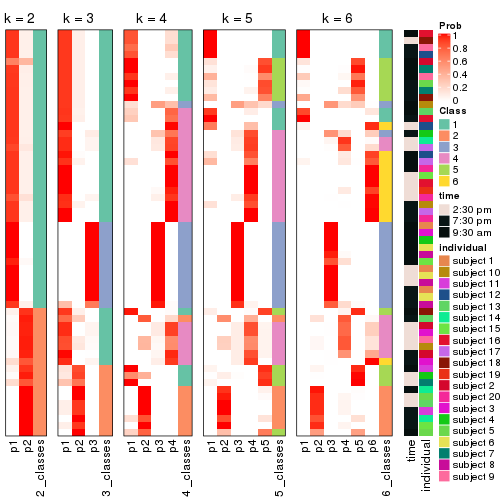 k = 2
k = 3
k = 4
k = 5
k = 6
p1
p2
2_classes
p1
p2
p3
3_classes
p1
p2
p3
p4
4_classes
p1
p2
p3
p4
p5
5_classes
p1
p2
p3
p4
p5
p6
6_classes
time
individual
Prob
1
0.8
0.6
0.4
0.2
0
Class
1
2
3
4
5
6
time
2:30 pm
7:30 pm
9:30 am
individual
subject 1
subject 10
subject 11
subject 12
subject 13
subject 14
subject 15
subject 16
subject 17
subject 18
subject 19
subject 2
subject 20
subject 3
subject 4
subject 5
subject 6
subject 7
subject 8
subject 9